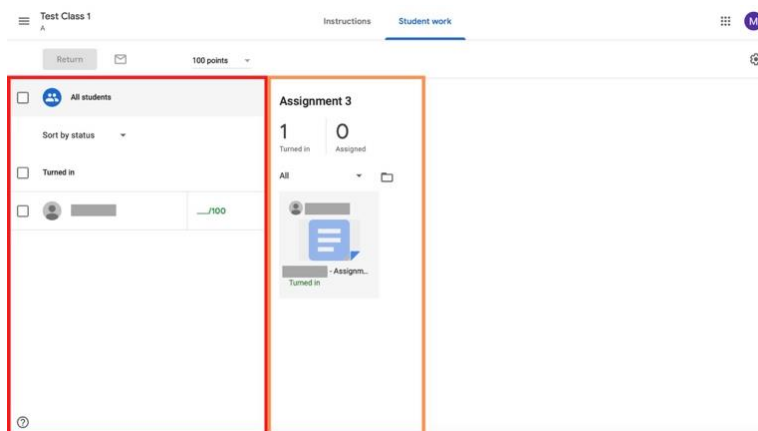 Test Class 1
A
Instructions
Student work
M
Return
100 points
All students
Sort by status
Turned in
__/100
Assignment 3
1
Turned in
0
Assigned
All
- Assignm...
Turned in